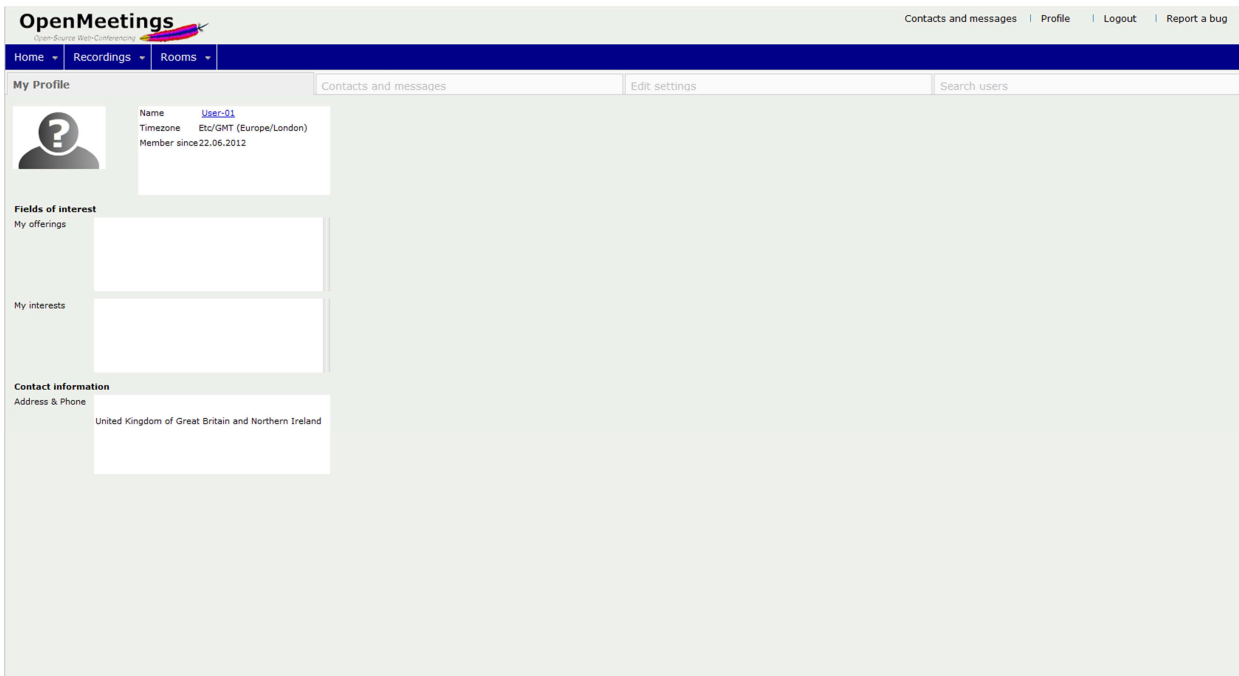 OpenMeetings
Open-Source Web-Conferencing
Contacts and messages | Profile | Logout | Report a bug
Home Recordings Rooms
My Profile Contacts and messages Edit settings Search users
?
Name User-01
Timezone Etc/GMT (Europe/London)
Member since 22.06.2012
Fields of interest
My offerings
My interests
Contact information
Address & Phone
United Kingdom of Great Britain and Northern Ireland